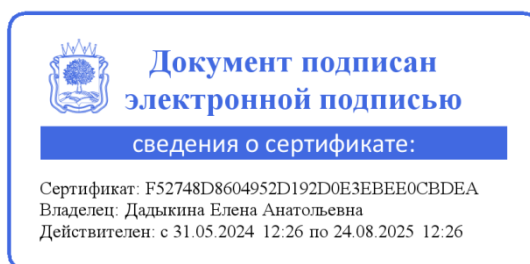 Документ подписан
электронной подписью
сведения о сертификате:
Сертификат: F52748D8604952D192D0E3EBEE0CBDEA
Владелец: Дадыкина Елена Анатольевна
Действителен: с 31.05.2024 12:26 по 24.08.2025 12:26